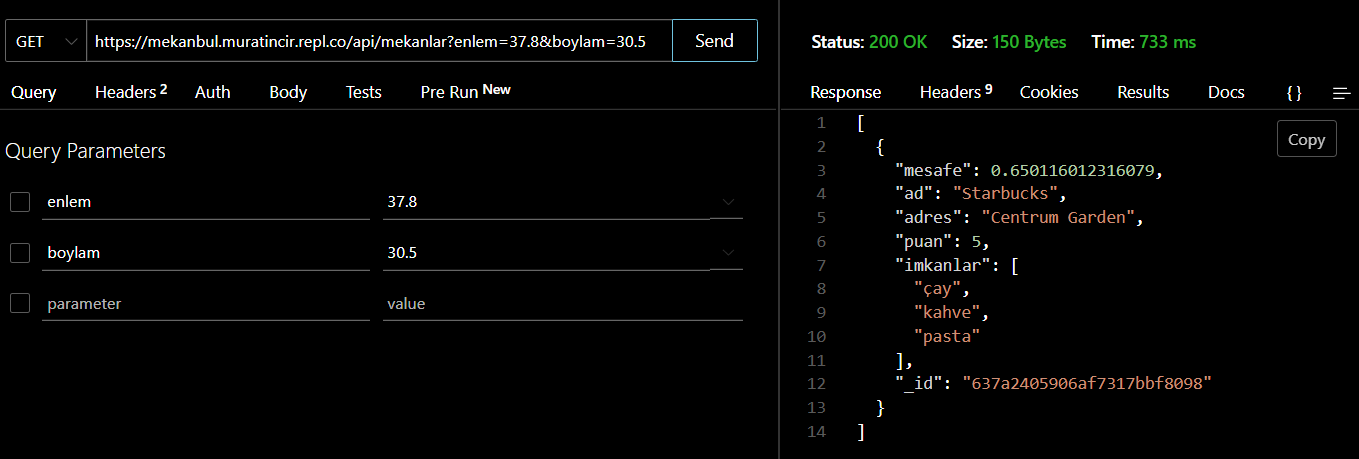 GET https://mekanbul.muratincir.repl.co/api/mekanlar?enlem=37.8&boylam=30.5 Send
Query Headers 2 Auth Body Tests Pre Run New
Query Parameters
enlem 37.8
boylam 30.5
parameter value
Status: 200 OK Size: 150 Bytes Time: 733 ms
Response Headers 9 Cookies Results Docs {}
Copy
1 [
2 {
3 "mesafe": 0.650116012316079,
4 "ad": "Starbucks",
5 "adres": "Centrum Garden",
6 "puan": 5,
7 "imkanlar": [
8 "çay",
9 "kahve",
10 "pasta"
11 ],
12 "_id": "637a2405906af7317bbf8098"
13 }
14 ]